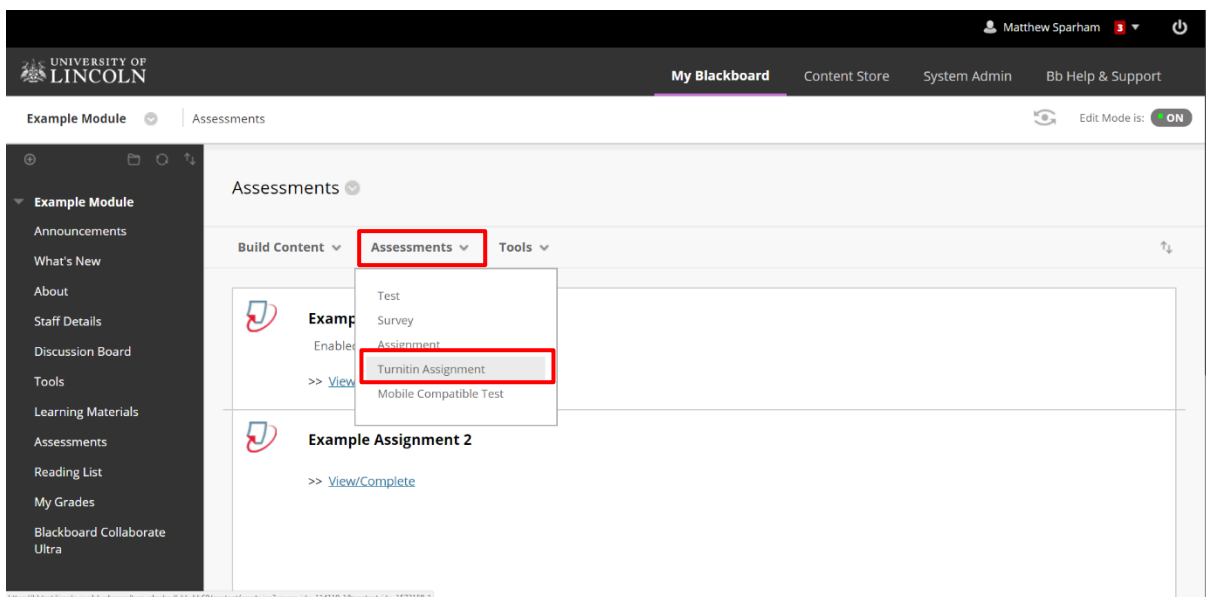 Matthew Sparham 3
UNIVERSITY OF
LINCOLN
My Blackboard Content Store System Admin Bb Help & Support
Example Module Assessments Edit Mode is: ON
Example Module
Announcements
What's New
About
Staff Details
Discussion Board
Tools
Learning Materials
Assessments
Reading List
My Grades
Blackboard Collaborate
Ultra
Assessments
Build Content Assessments Tools
Test
Survey
Assignment
Turnitin Assignment
Mobile Compatible Test
Examp
Enabled
>> View
Example Assignment 2
>> View/Complete